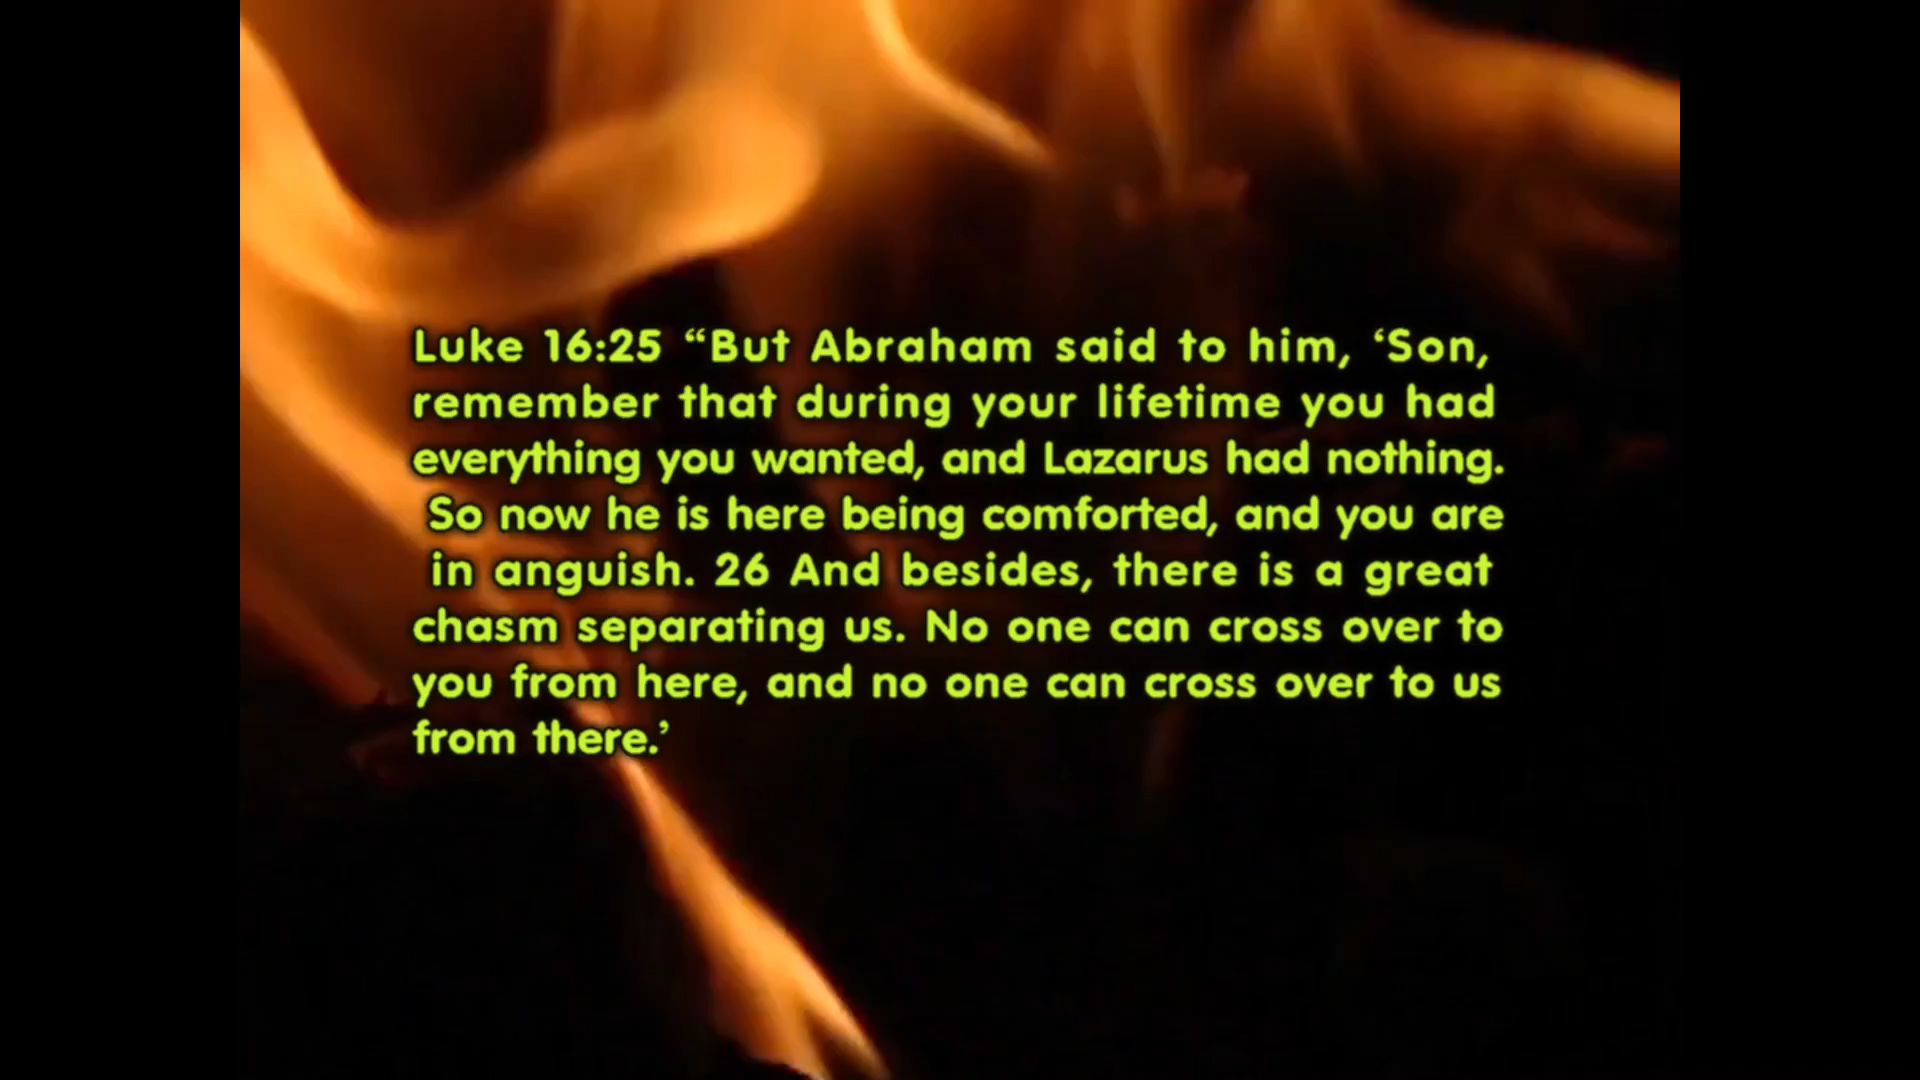 Luke 16:25 “But Abraham said to him, ‘Son,
remember that during your lifetime you had
everything you wanted, and Lazarus had nothing.
So now he is here being comforted, and you are
in anguish. 26 And besides, there is a great
chasm separating us. No one can cross over to
you from here, and no one can cross over to us
from there.’